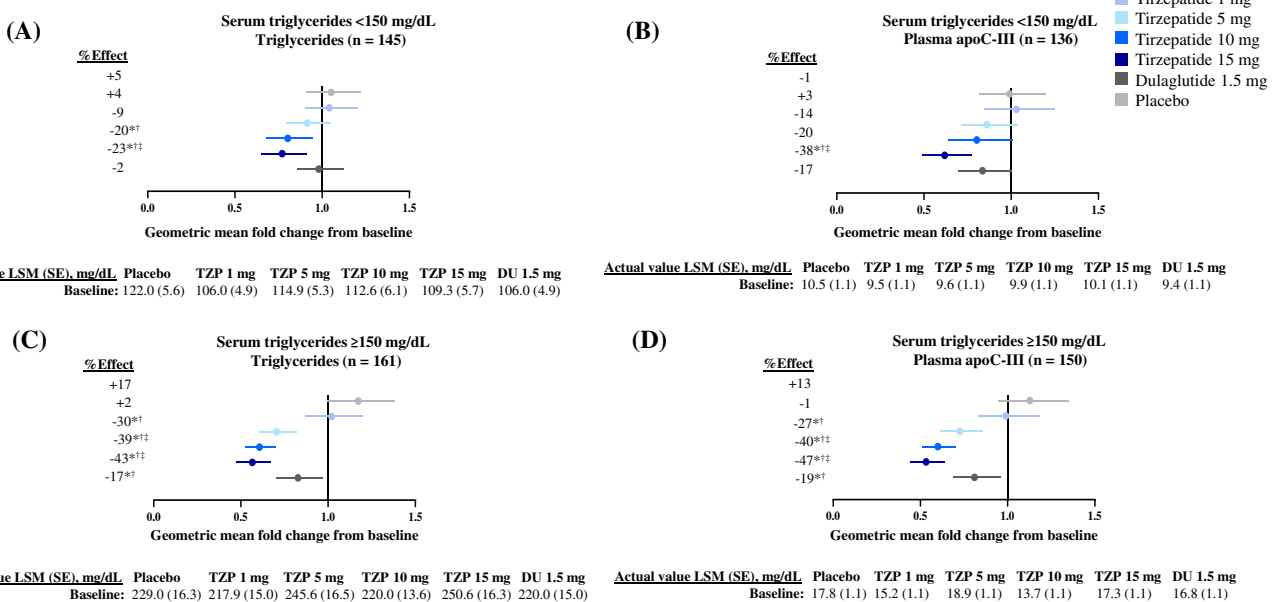 (A)
Serum triglycerides <150 mg/dL
Triglycerides (n = 145)
%Effect
+5
+4
-9
-20*†
-23*†‡
-2
0.0 0.5 1.0 1.5
Geometric mean fold change from baseline
LSM (SE), mg/dL Placebo TZP 1 mg TZP 5 mg TZP 10 mg TZP 15 mg DU 1.5 mg
Baseline: 122.0 (5.6) 106.0 (4.9) 114.9 (5.3) 112.6 (6.1) 109.3 (5.7) 106.0 (4.9)
(B)
Serum triglycerides <150 mg/dL
Plasma apoC-III (n = 136)
%Effect
-1
+3
-14
-20
-38*†‡
-17
0.0 0.5 1.0 1.5
Geometric mean fold change from baseline
Actual value LSM (SE), mg/dL Placebo TZP 1 mg TZP 5 mg TZP 10 mg TZP 15 mg DU 1.5 mg
Baseline: 10.5 (1.1) 9.5 (1.1) 9.6 (1.1) 9.9 (1.1) 10.1 (1.1) 9.4 (1.1)
Tirzepatide 1 mg
Tirzepatide 5 mg
Tirzepatide 10 mg
Tirzepatide 15 mg
Dulaglutide 1.5 mg
Placebo
(C)
Serum triglycerides ≥150 mg/dL
Triglycerides (n = 161)
%Effect
+17
+2
-30*†
-39*†‡
-43*†‡
-17*†
0.0 0.5 1.0 1.5
Geometric mean fold change from baseline
LSM (SE), mg/dL Placebo TZP 1 mg TZP 5 mg TZP 10 mg TZP 15 mg DU 1.5 mg
Baseline: 229.0 (16.3) 217.9 (15.0) 245.6 (16.5) 220.0 (13.6) 250.6 (16.3) 220.0 (15.0)
(D)
Serum triglycerides ≥150 mg/dL
Plasma apoC-III (n = 150)
%Effect
+13
-1
-27*†
-40*†‡
-47*†‡
-19*†
0.0 0.5 1.0 1.5
Geometric mean fold change from baseline
Actual value LSM (SE), mg/dL Placebo TZP 1 mg TZP 5 mg TZP 10 mg TZP 15 mg DU 1.5 mg
Baseline: 17.8 (1.1) 15.2 (1.1) 18.9 (1.1) 13.7 (1.1) 17.3 (1.1) 16.8 (1.1)